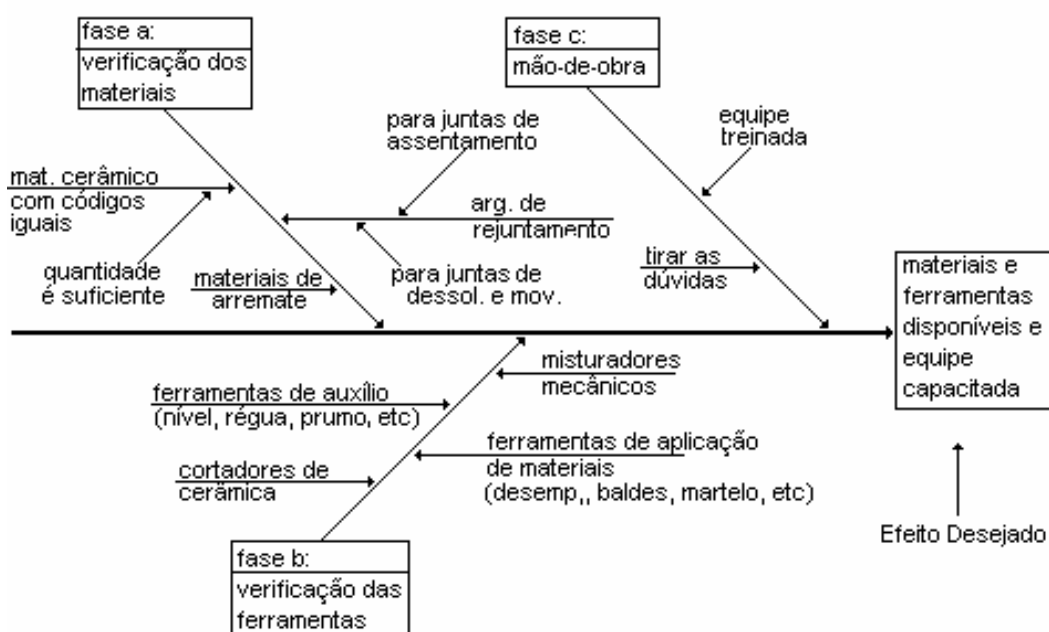 fase a:
verificação dos
materiais
fase c:
mão-de-obra
para juntas de
assentamento
equipe
treinada
mat. cerâmico
com códigos
iguais
arg. de
rejuntamento
quantidade
é suficiente
materiais de
arremate
para juntas de
dessol. e mov.
tirar as
dúvidas
materiais e
ferramentas
disponíveis e
equipe
capacitada
misturadores
mecânicos
ferramentas de auxílio
(nível, régua, prumo, etc)
ferramentas de aplicação
de materiais
(desemp,, baldes, martelo, etc)
cortadores de
cerâmica
Efeito Desejado
fase b:
verificação das
ferramentas